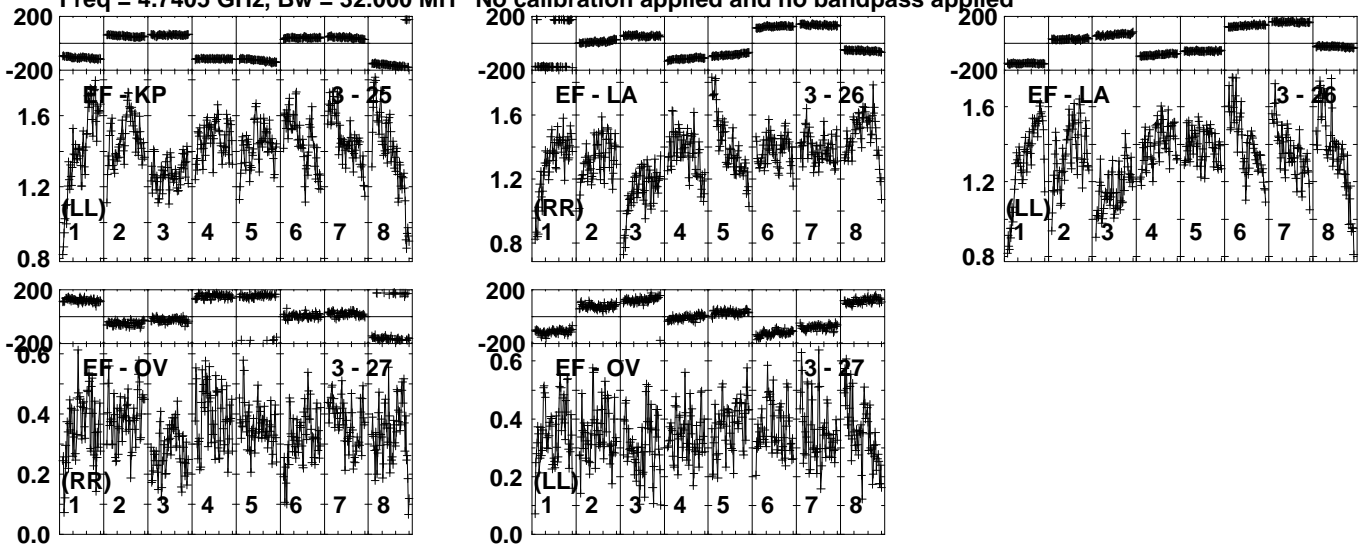 Freq = 4.7405 GHz, Bw = 32.000 MH No calibration applied and no bandpass applied
200
-200
EF - KP 3 - 25
1.6
1.2
0.8
(LL)
1 2 3 4 5 6 7 8
200
-200
EF - LA 3 - 26
1.6
1.2
0.8
(RR)
1 2 3 4 5 6 7 8
200
-200
EF - LA 3 - 26
1.6
1.2
0.8
(LL)
1 2 3 4 5 6 7 8
200
-200
0.6
EF - OV 3 - 27
0.4
0.2
0.0
(RR)
1 2 3 4 5 6 7 8
200
-200
0.6
EF - OV 3 - 27
0.4
0.2
0.0
(LL)
1 2 3 4 5 6 7 8